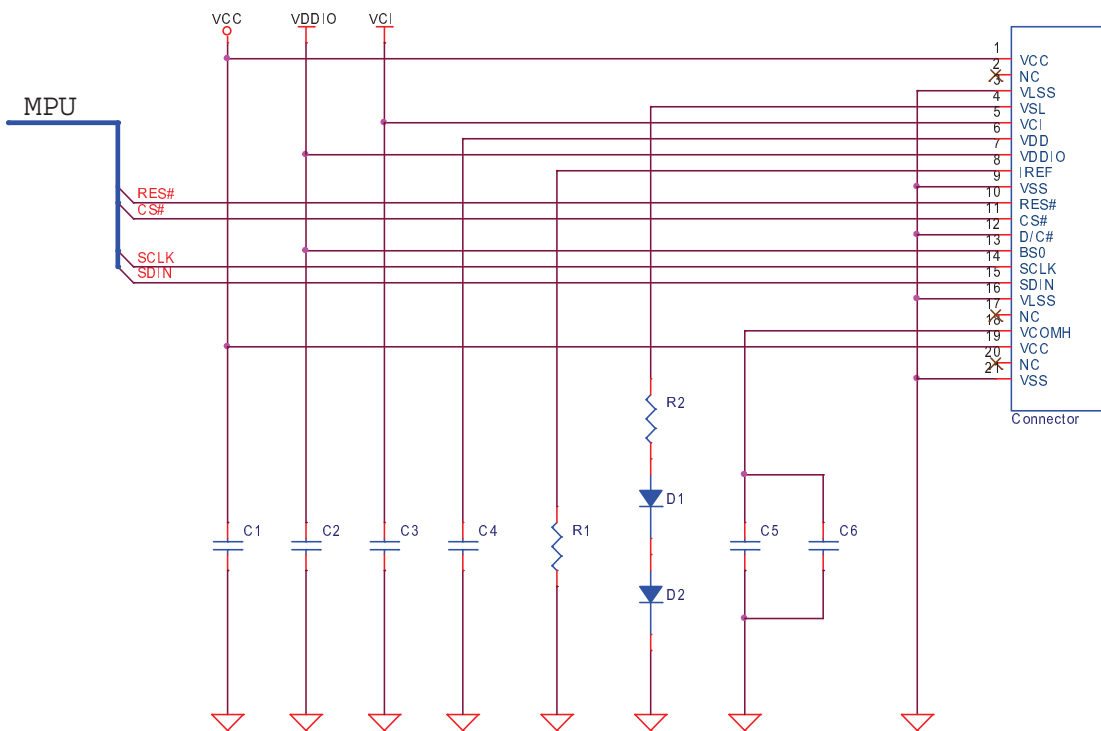 VCC VDDIO VCI
MPU
RES#
CS#
SCLK
SDIN
1
VCC
2
NC
3
VLSS
4
VSL
5
VCI
6
VDD
7
VDDIO
8
IREF
9
VSS
10
RES#
11
CS#
12
D/C#
13
BS0
14
SCLK
15
SDIN
16
VLSS
17
NC
18
VCOMH
19
VCC
20
NC
21
VSS
Connector
R2
D1
C1 C2 C3 C4 R1 C5 C6
D2